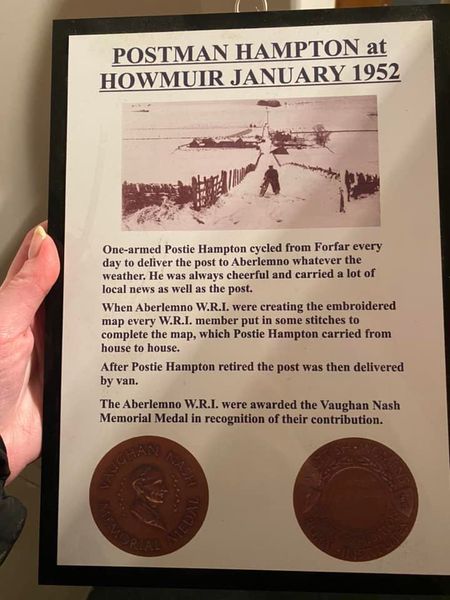 POSTMAN HAMPTON at
HOWMUIR JANUARY 1952
One-armed Postie Hampton cycled from Forfar every
day to deliver the post to Aberlemno whatever the
weather. He was always cheerful and carried a lot of
local news as well as the post.
When Aberlemno W.R.I. were creating the embroidered
map every W.R.I. member put in some stitches to
complete the map, which Postie Hampton carried from
house to house.
After Postie Hampton retired the post was then delivered
by van.
The Aberlemno W.R.I. were awarded the Vaughan Nash
Memorial Medal in recognition of their contribution.
VAUGHAN NASH
MEMORIAL MEDAL